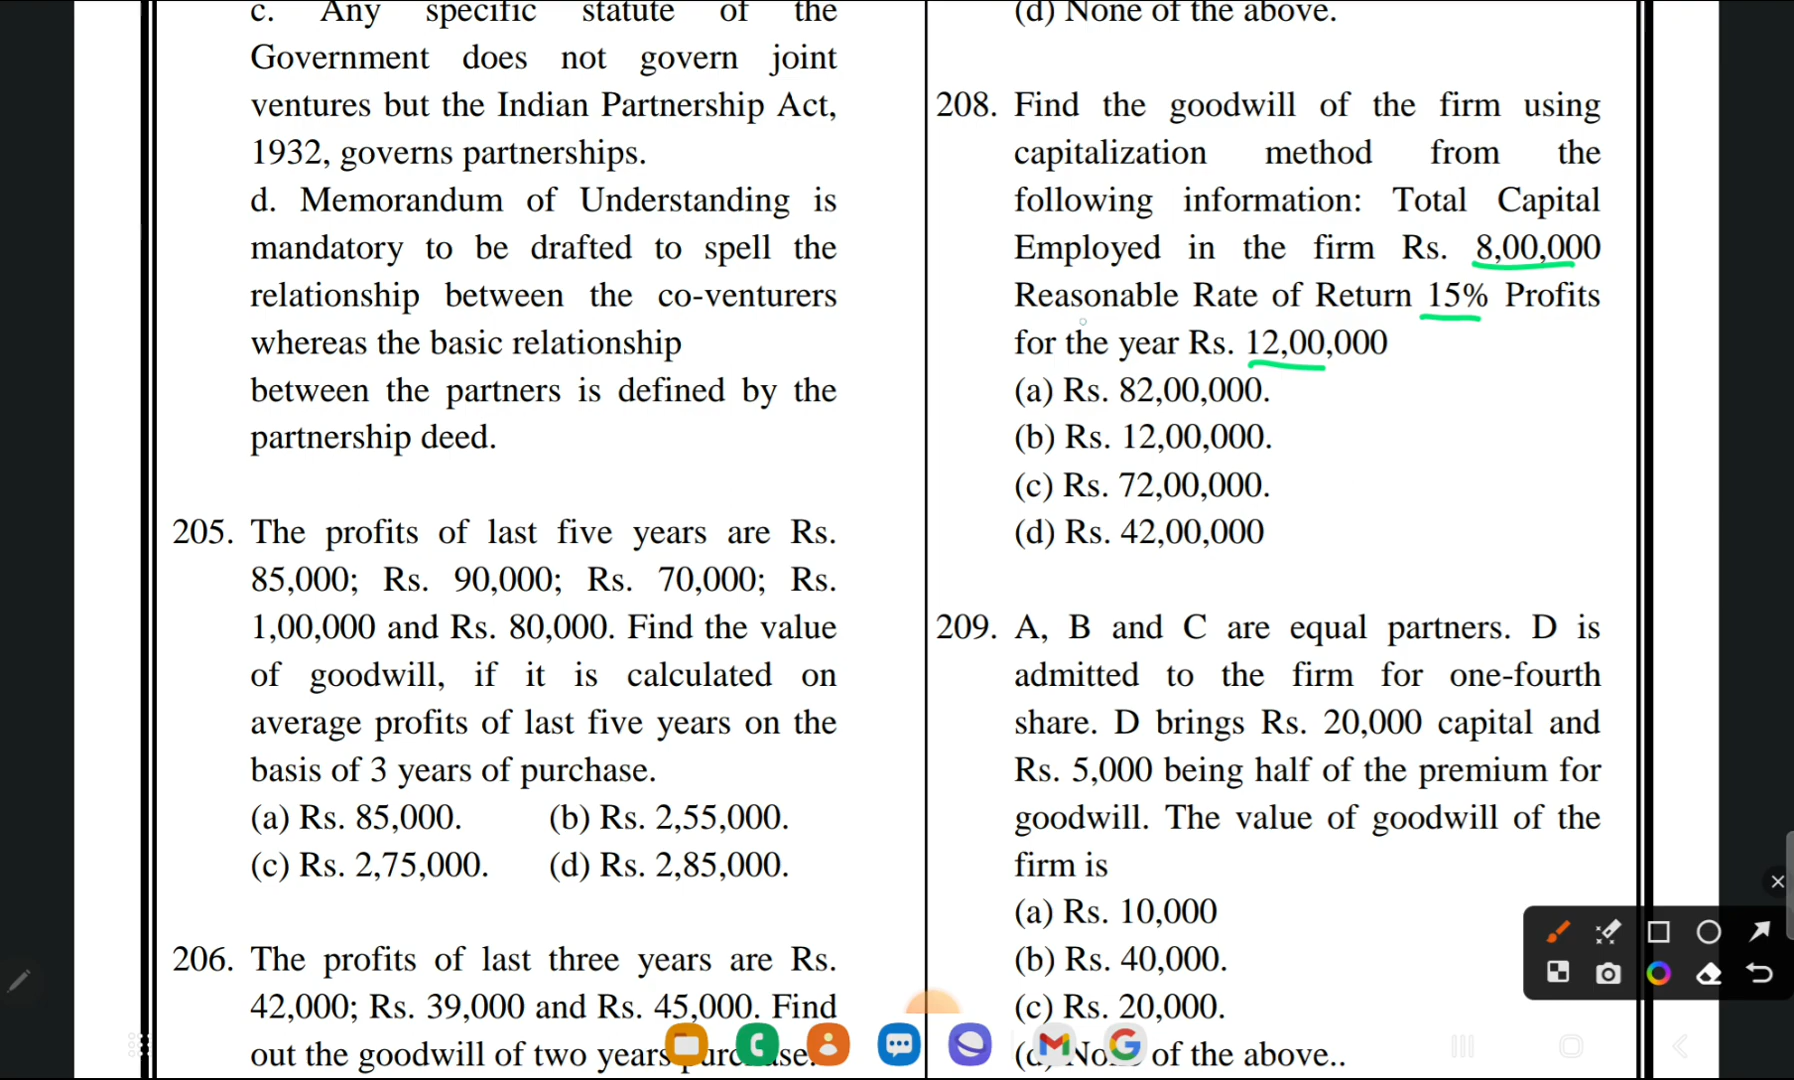 c. Any specific statute of the
Government does not govern joint
ventures but the Indian Partnership Act,
1932, governs partnerships.
d. Memorandum of Understanding is
mandatory to be drafted to spell the
relationship between the co-venturers
whereas the basic relationship
between the partners is defined by the
partnership deed.
205. The profits of last five years are Rs.
85,000; Rs. 90,000; Rs. 70,000; Rs.
1,00,000 and Rs. 80,000. Find the value
of goodwill, if it is calculated on
average profits of last five years on the
basis of 3 years of purchase.
(a) Rs. 85,000. (b) Rs. 2,55,000.
(c) Rs. 2,75,000. (d) Rs. 2,85,000.
206. The profits of last three years are Rs.
42,000; Rs. 39,000 and Rs. 45,000. Find
out the goodwill of two years
(d) None of the above.
208. Find the goodwill of the firm using
capitalization method from the
following information: Total Capital
Employed in the firm Rs. 8,00,000
Reasonable Rate of Return 15% Profits
for the year Rs. 12,00,000
(a) Rs. 82,00,000.
(b) Rs. 12,00,000.
(c) Rs. 72,00,000.
(d) Rs. 42,00,000
209. A, B and C are equal partners. D is
admitted to the firm for one-fourth
share. D brings Rs. 20,000 capital and
Rs. 5,000 being half of the premium for
goodwill. The value of goodwill of the
firm is
(a) Rs. 10,000
(b) Rs. 40,000.
(c) Rs. 20,000.
of the above..